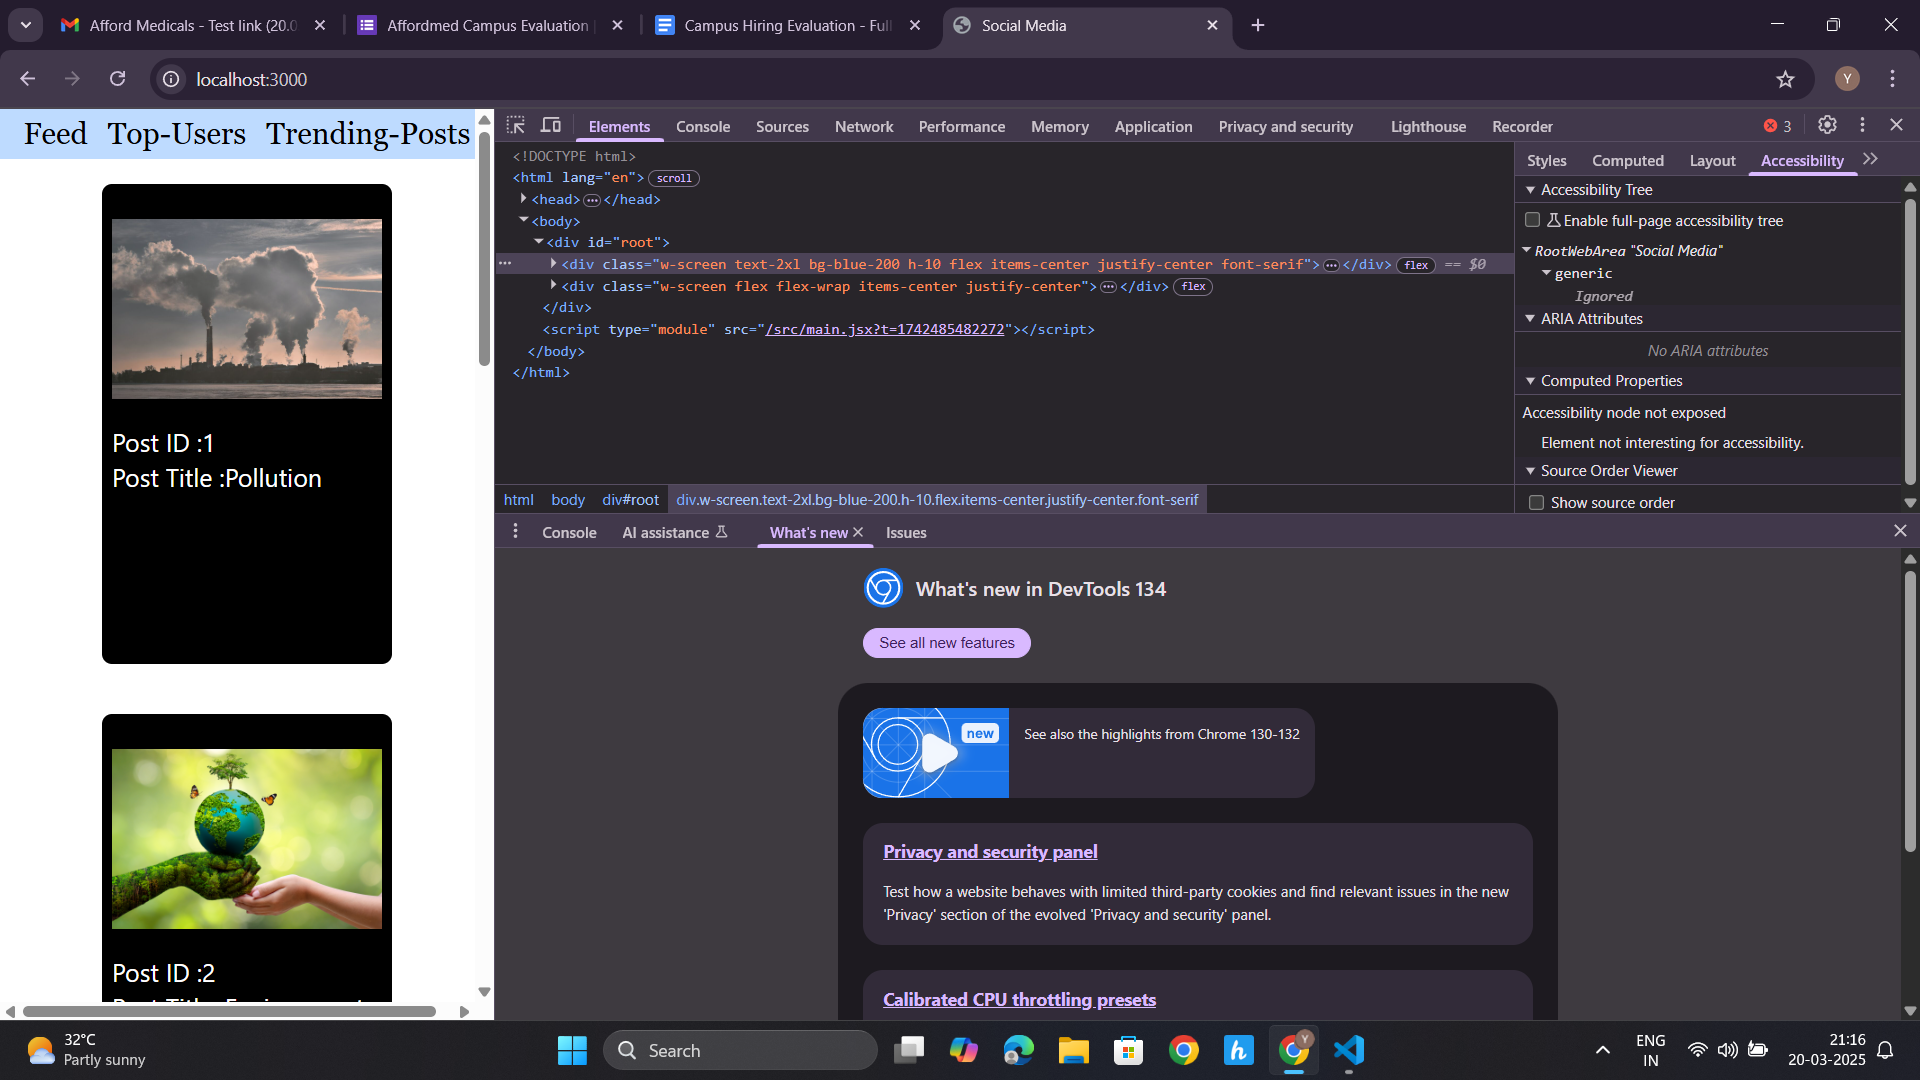 Afford Medicals - Test link (20.0
Affordmed Campus Evaluation
Campus Hiring Evaluation - Full
Social Media
localhost:3000
Y
Feed Top-Users Trending-Posts
Post ID :1
Post Title :Pollution
Post ID :2
Elements Console Sources Network Performance Memory Application Privacy and security Lighthouse Recorder 3
<!DOCTYPE html>
<html lang="en"> scroll
<head> ••• </head>
<body>
<div id="root">
••• <div class="w-screen text-2xl bg-blue-200 h-10 flex items-center justify-center font-serif"> ••• </div> flex == $0
<div class="w-screen flex flex-wrap items-center justify-center"> ••• </div> flex
</div>
<script type="module" src="/src/main.jsx?t=1742485482272"></script>
</body>
</html>
html body div#root div.w-screen.text-2xl.bg-blue-200.h-10.flex.items-center.justify-center.font-serif
Styles Computed Layout Accessibility
Accessibility Tree
Enable full-page accessibility tree
RootWebArea "Social Media"
generic
Ignored
ARIA Attributes
No ARIA attributes
Computed Properties
Accessibility node not exposed
Element not interesting for accessibility.
Source Order Viewer
Show source order
Console AI assistance What's new Issues
What's new in DevTools 134
See all new features
new
See also the highlights from Chrome 130-132
Privacy and security panel
Test how a website behaves with limited third-party cookies and find relevant issues in the new
'Privacy' section of the evolved 'Privacy and security' panel.
Calibrated CPU throttling presets
32°C
Partly sunny
Search
h
Y
ENG
IN
21:16
20-03-2025